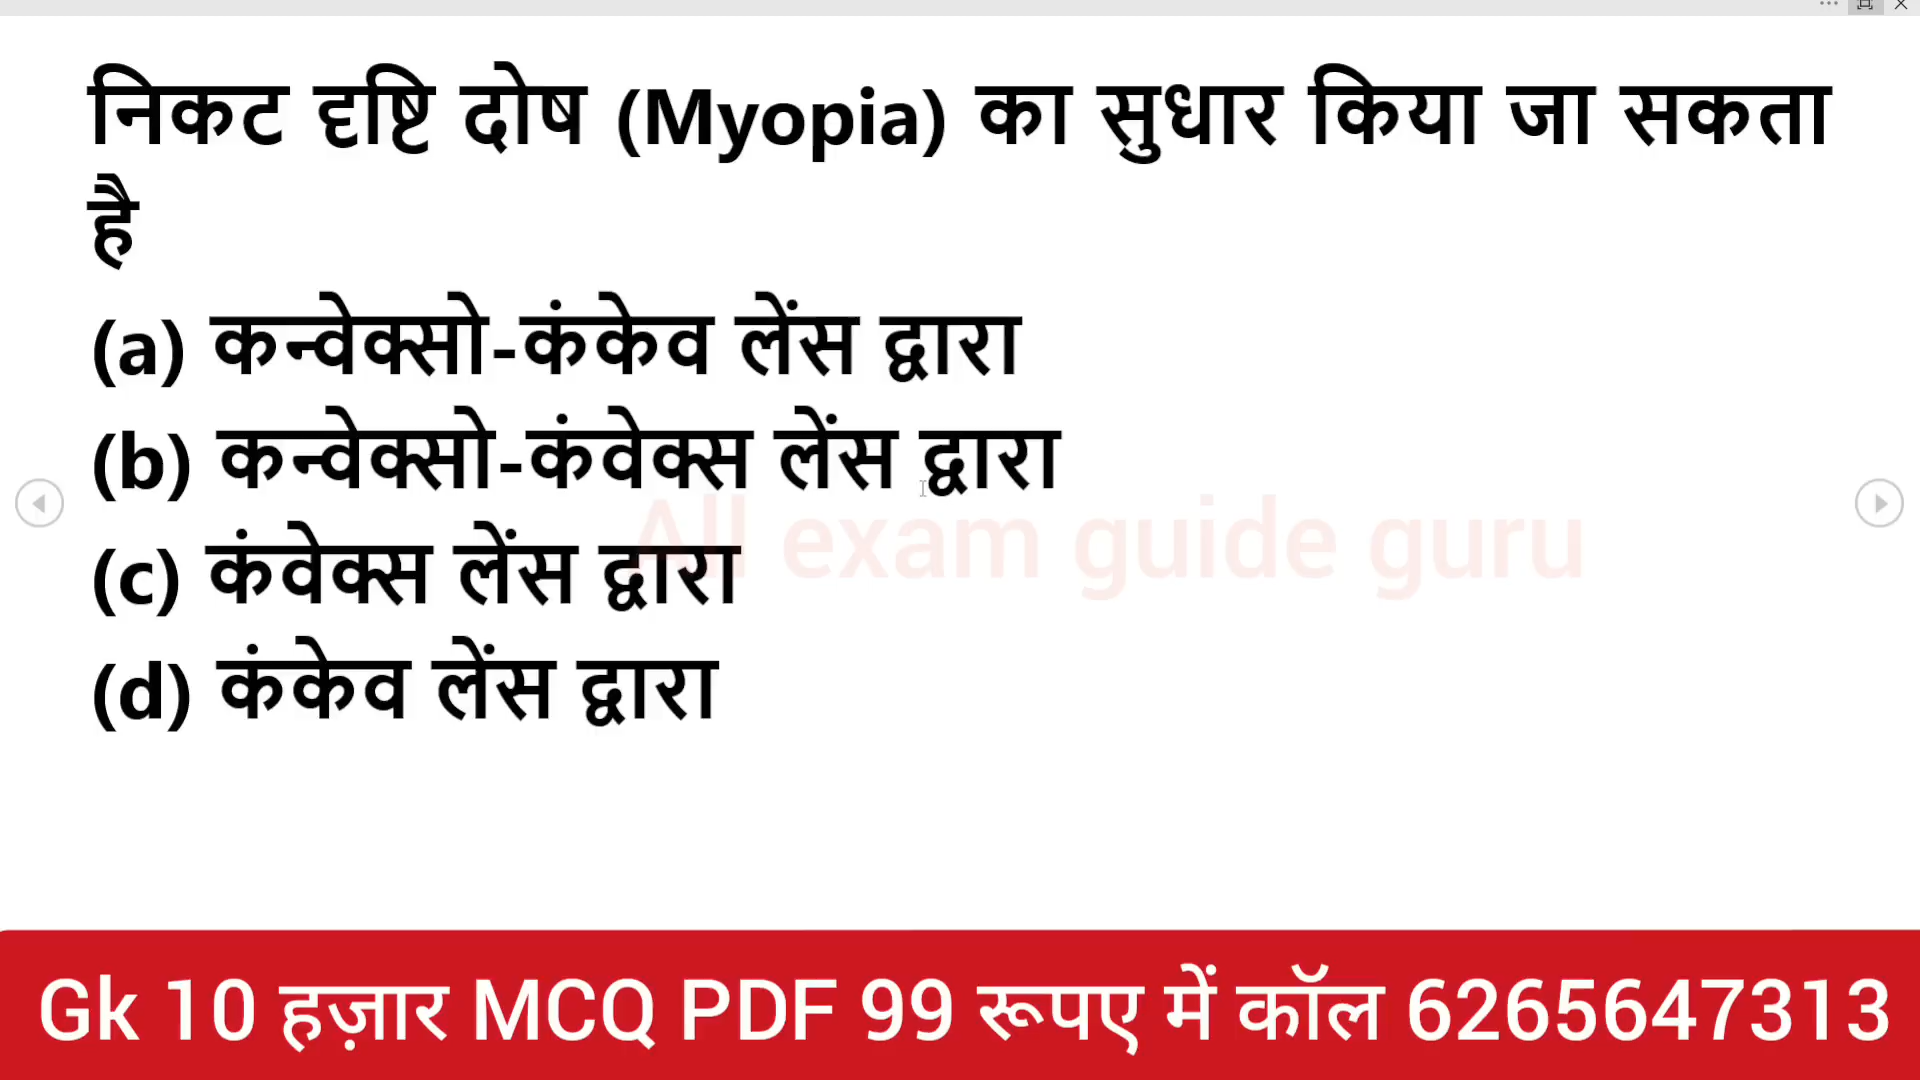 निकट दृष्टि दोष (Myopia) का सुधार किया जा सकता
है
(a) कन्वेक्सो-कंकेव लेंस द्वारा
(b) कन्वेक्सो-कंवेक्स लेंस द्वारा
(c) कंवेक्स लेंस द्वारा
All exam guide guru
(d) कंकेव लेंस द्वारा
Gk 10 हज़ार MCQ PDF 99 रूपए में कॉल 6265647313